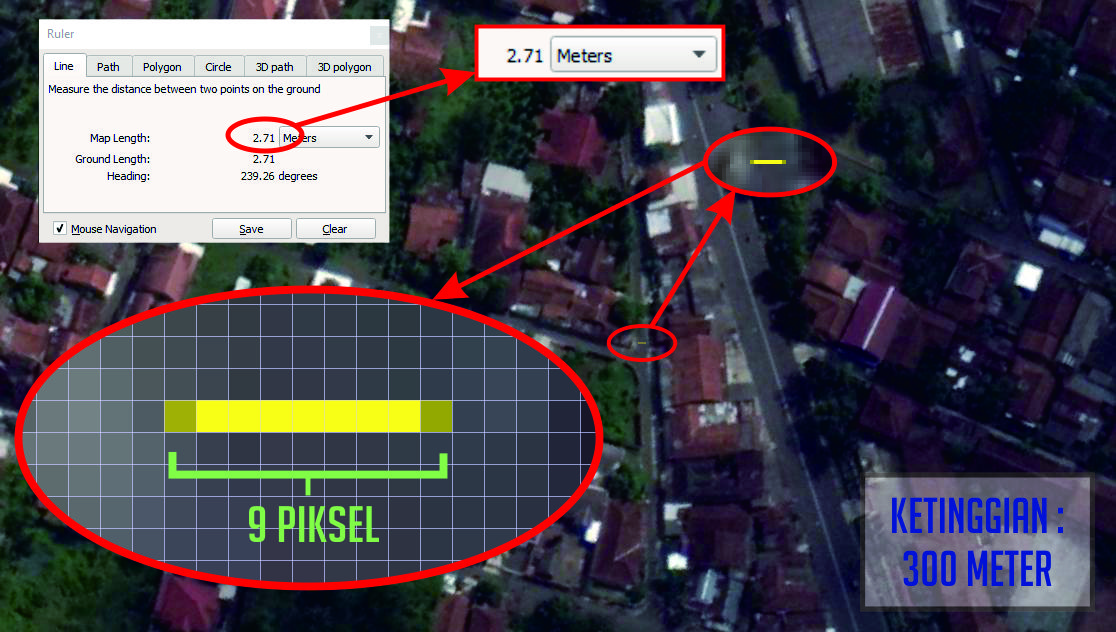 Ruler
Line Path Polygon Circle 3D path 3D polygon
Measure the distance between two points on the ground
Map Length: 2.71 Meters
Ground Length: 2.71
Heading: 239.26 degrees
Mouse Navigation Save Clear
2.71 Meters
9 PIKSEL
KETINGGIAN :
300 METER